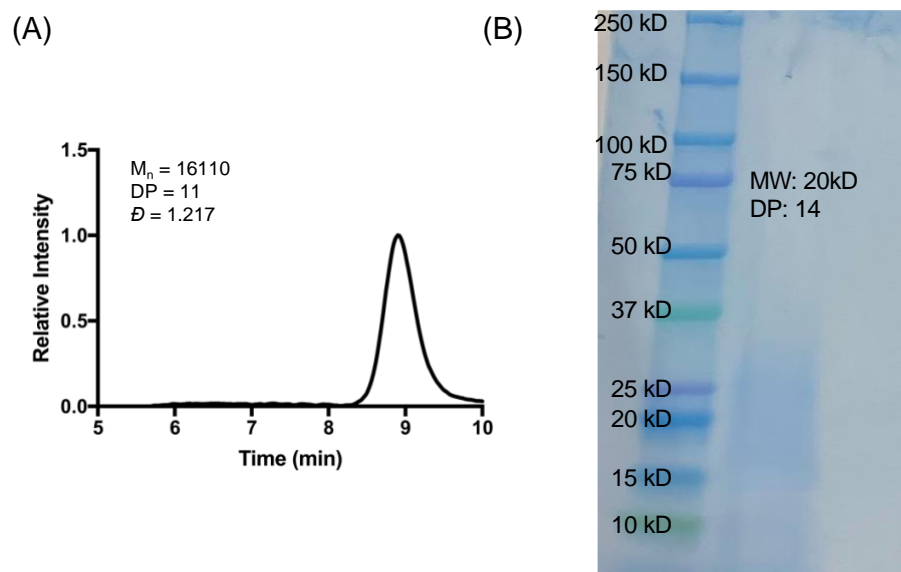 (A)
Mₙ = 16110
DP = 11
Đ = 1.217
Relative Intensity
1.5
1.0
0.5
0.0
5 6 7 8 9 10
Time (min)
(B)
250 kD
150 kD
100 kD
75 kD
50 kD
37 kD
25 kD
20 kD
15 kD
10 kD
MW: 20kD
DP: 14